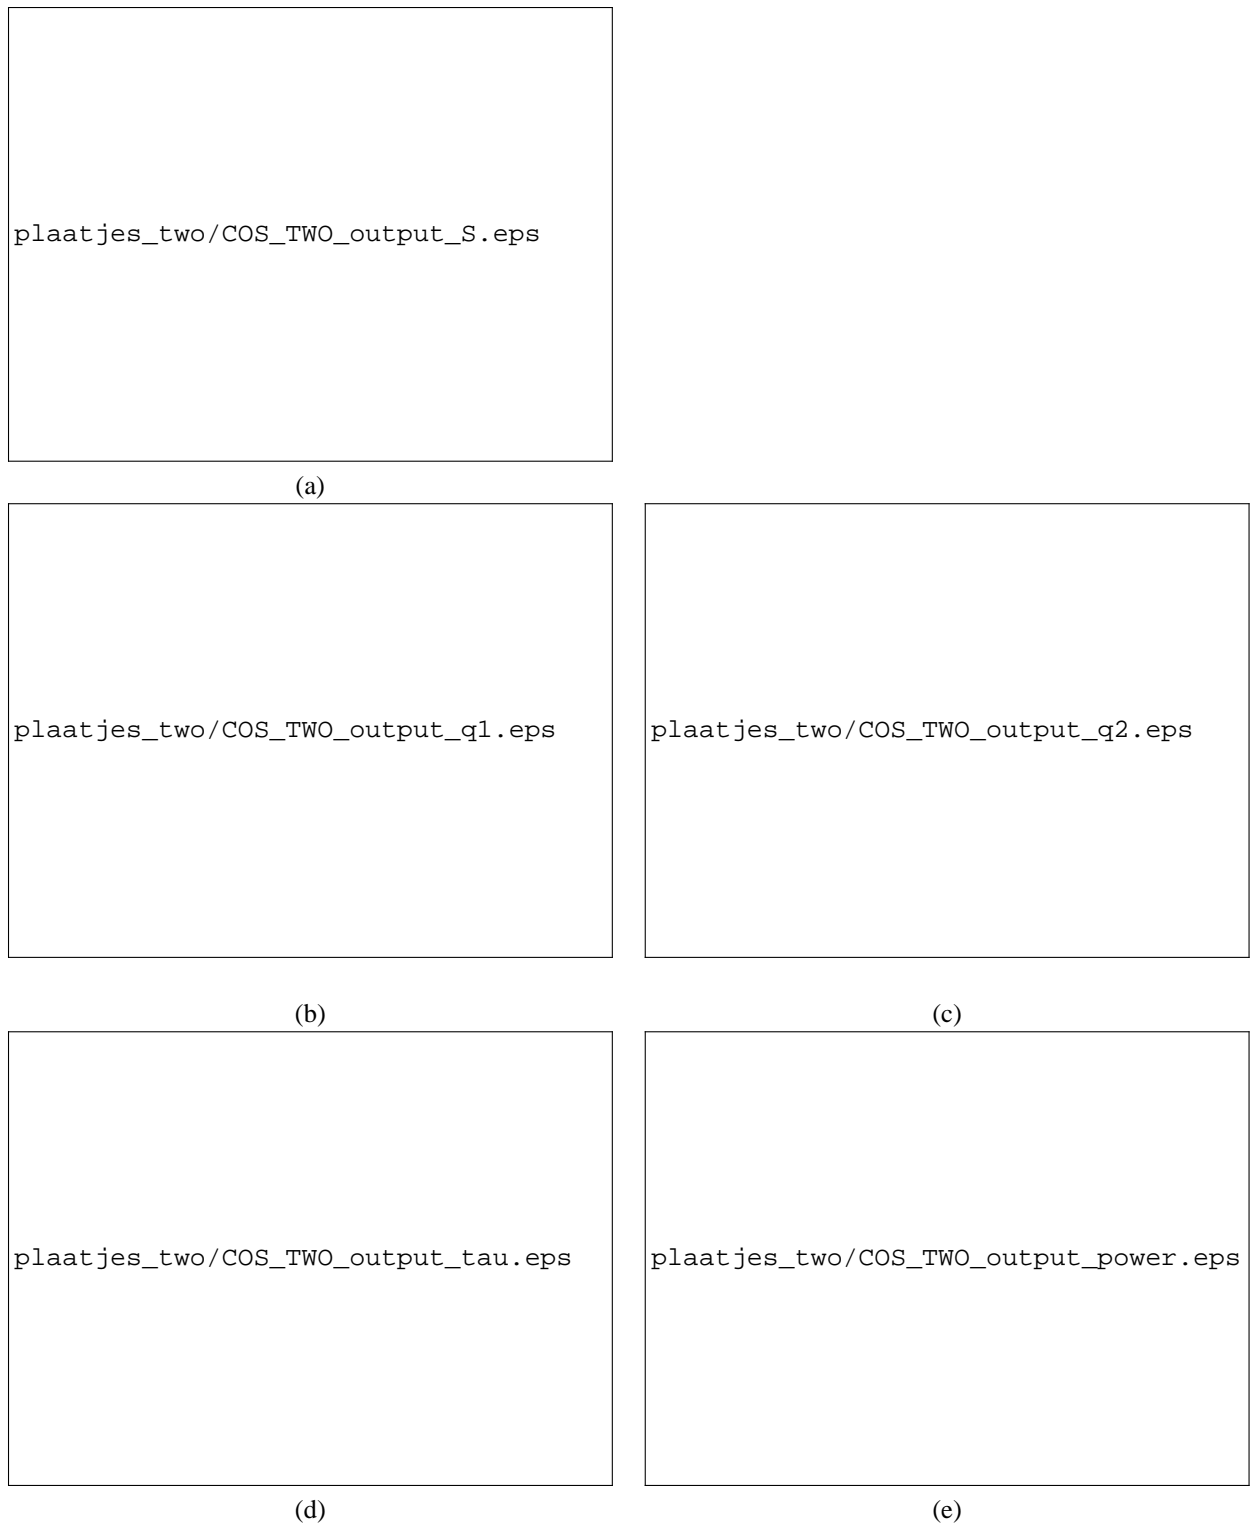 plaatjes_two/COS_TWO_output_S.eps
(a)
plaatjes_two/COS_TWO_output_q1.eps
plaatjes_two/COS_TWO_output_q2.eps
(b)
(c)
plaatjes_two/COS_TWO_output_tau.eps
plaatjes_two/COS_TWO_output_power.eps
(d)
(e)